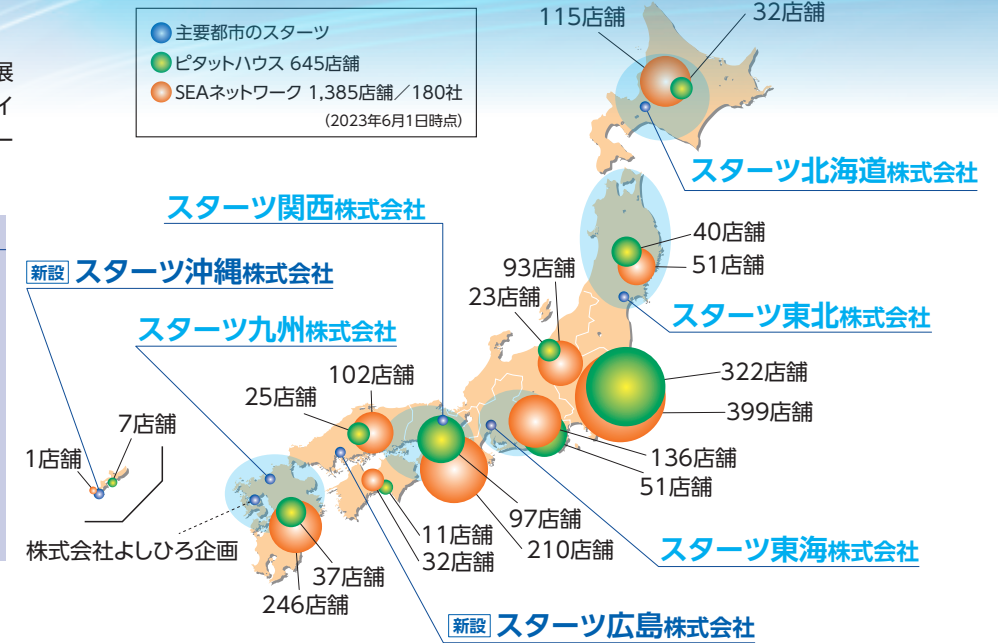 展
イ
ー
主要都市のスターツ
ピタットハウス 645店舗
SEAネットワーク 1,385店舗／180社
(2023年6月1日時点)
115店舗
32店舗
スターツ北海道株式会社
スターツ関西株式会社
40店舗
51店舗
新設 スターツ沖縄株式会社
93店舗
23店舗
スターツ東北株式会社
スターツ九州株式会社
322店舗
399店舗
102店舗
25店舗
7店舗
1店舗
136店舗
51店舗
97店舗
210店舗
11店舗
32店舗
スターツ東海株式会社
株式会社よしひろ企画
37店舗
246店舗
新設 スターツ広島株式会社